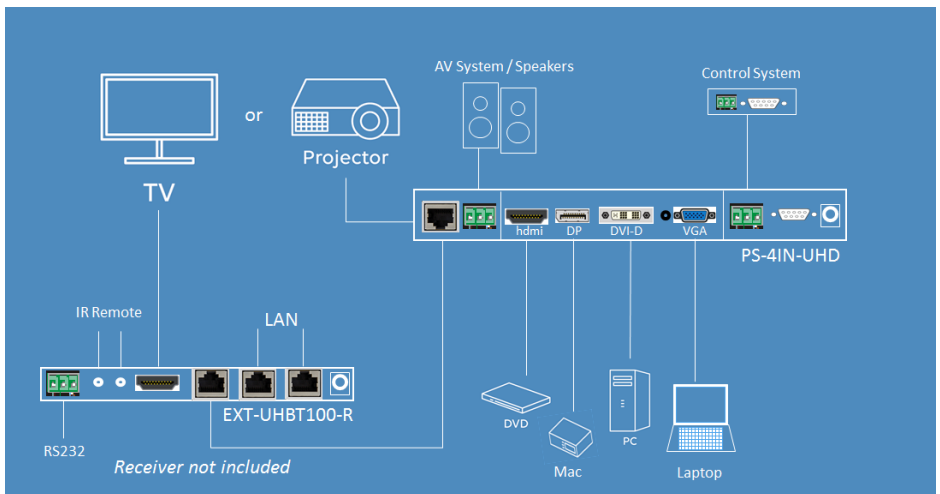 AV System / Speakers
Control System
or
Projector
TV
hdmi
DP
DVI-D
VGA
PS-4IN-UHD
IR Remote
LAN
EXT-UHBT100-R
RS232
Receiver not included
DVD
Mac
PC
Laptop